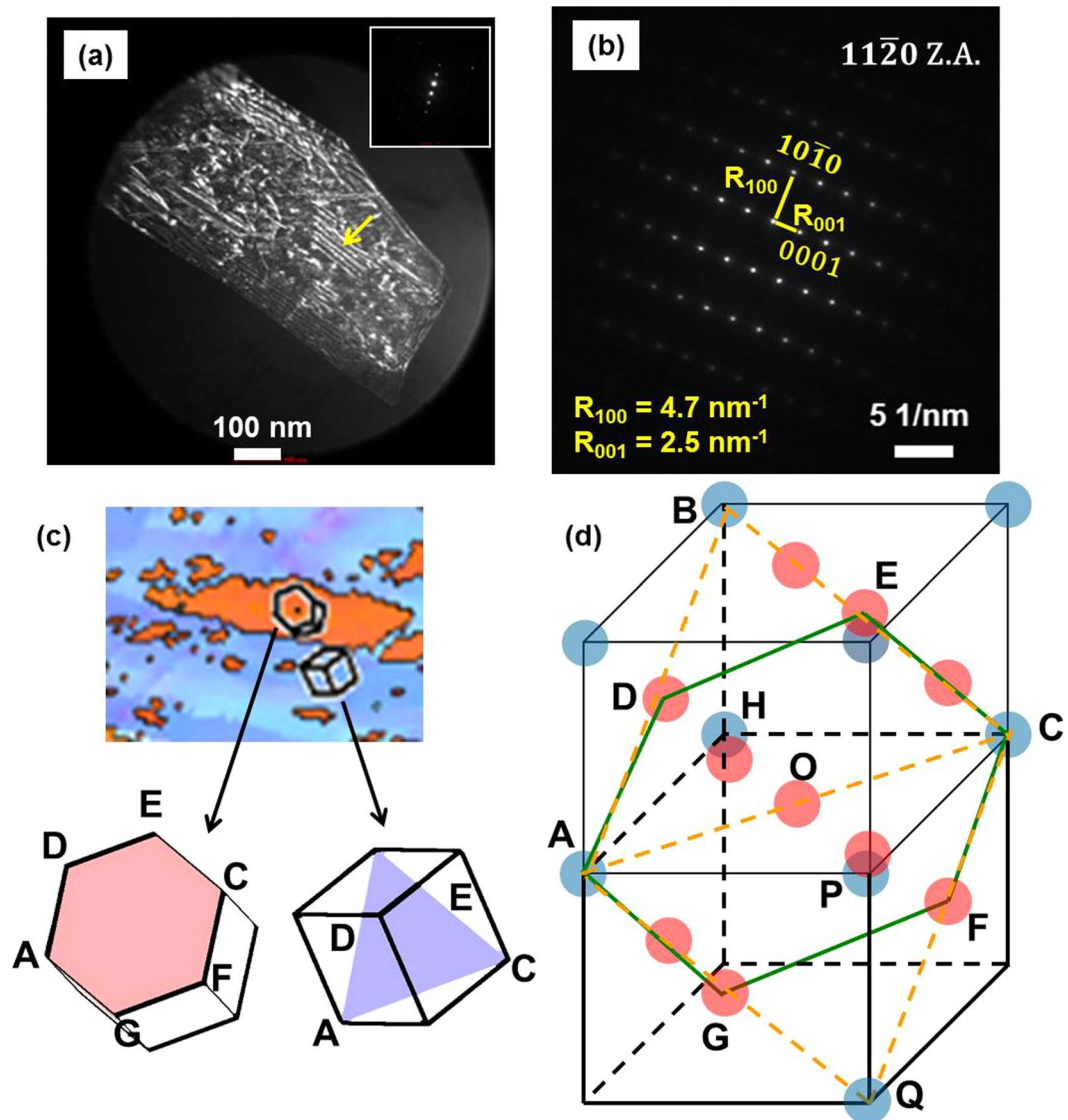 (a)
100 nm
(b)
112̅0 Z.A.
101̅0
R₁₀₀
R₀₀₁
0001
R₁₀₀ = 4.7 nm⁻¹
R₀₀₁ = 2.5 nm⁻¹
5 1/nm
(c)
E
D
C
A
F
G
E
D
C
A
(d)
B
E
D
H
C
O
A
P
F
G
Q